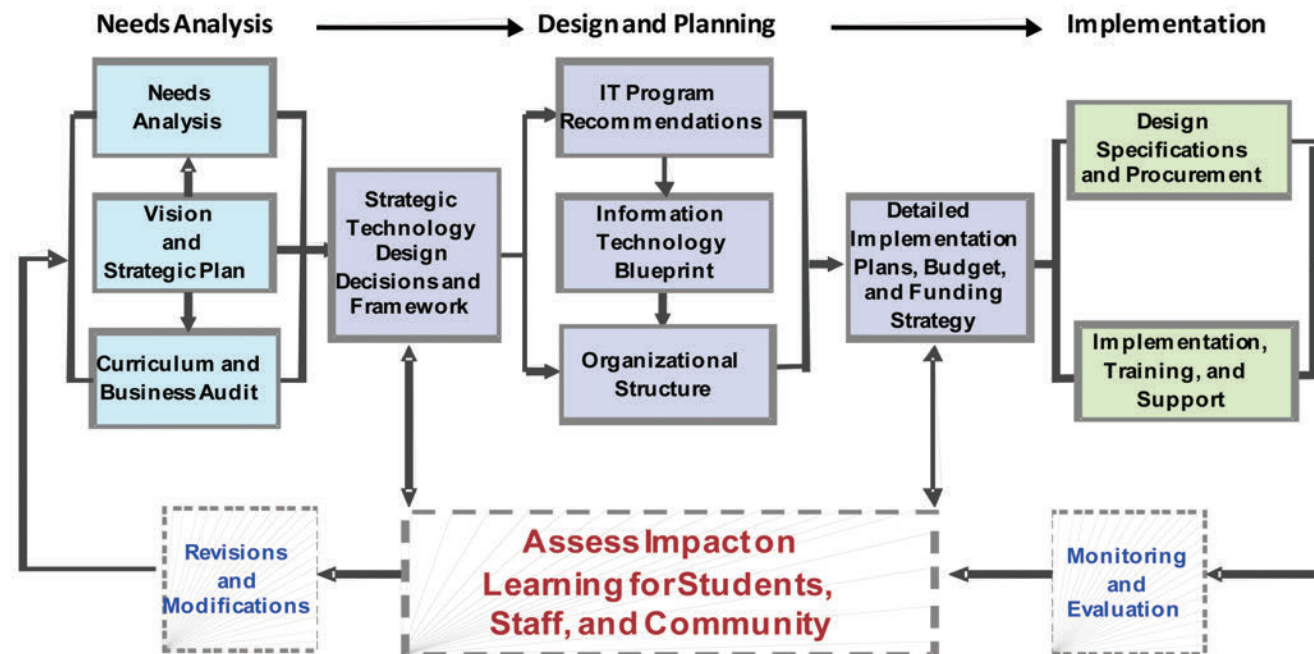 Needs Analysis
Design and Planning
Implementation
Needs
Analysis
Vision
and
Strategic Plan
Curriculum and
Business Audit
Strategic
Technology
Design
Decisions and
Framework
IT Program
Recommendations
Information
Technology
Blueprint
Organizational
Structure
Detailed
Implementation
Plans, Budget,
and Funding
Strategy
Design
Specifications
and Procurement
Implementation,
Training, and
Support
Revisions
and
Modifications
Assess Impact on
Learning for Students,
Staff, and Community
Monitoring
and
Evaluation